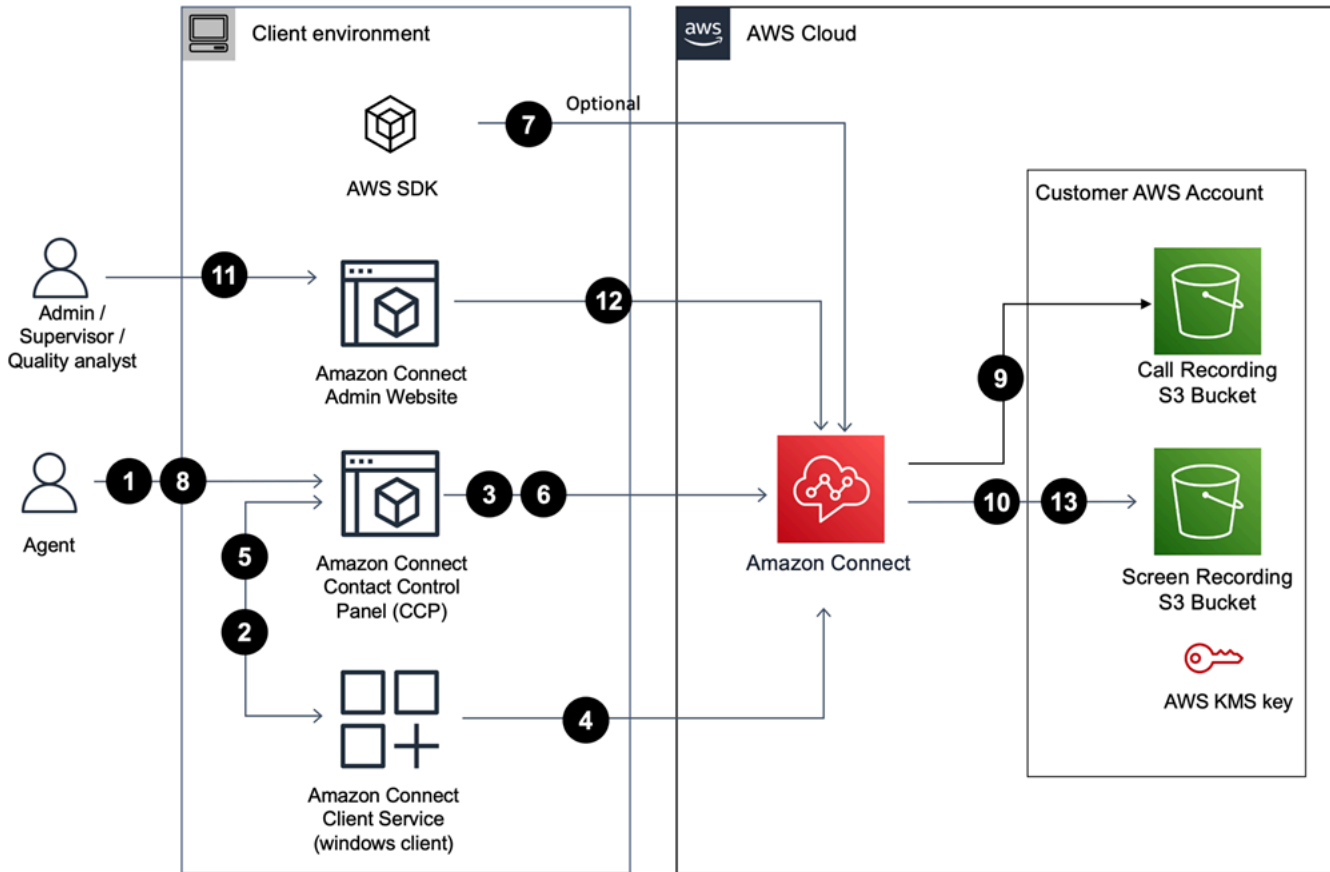 Client environment
aws
AWS Cloud
Optional
7
AWS SDK
Customer AWS Account
11
12
Admin /
Supervisor /
Quality analyst
Amazon Connect
Admin Website
9
Call Recording
S3 Bucket
1
8
3
6
10
13
Agent
5
Amazon Connect
Contact Control
Panel (CCP)
Amazon Connect
Screen Recording
S3 Bucket
2
AWS KMS key
4
Amazon Connect
Client Service
(windows client)